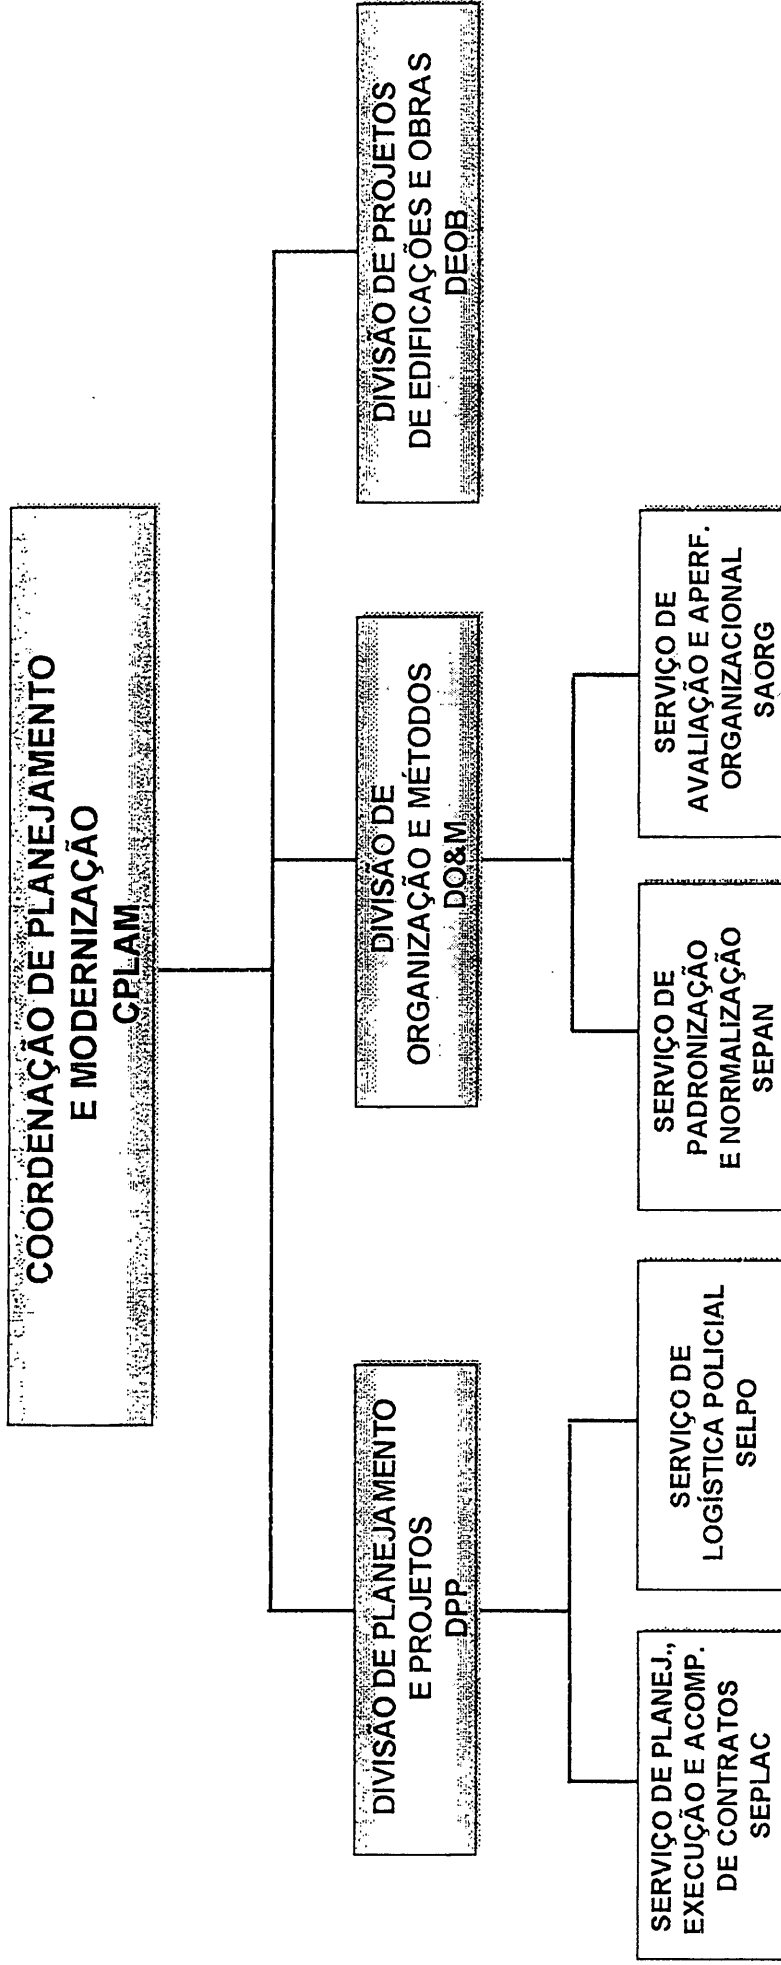 COORDENAÇÃO DE PLANEJAMENTO
E MODERNIZAÇÃO
CPLAM
DIVISÃO DE PLANEJAMENTO
E PROJETOS
DPP
DIVISÃO DE
ORGANIZAÇÃO E MÉTODOS
DO&M
DIVISÃO DE PROJETOS
DE EDIFICAÇÕES E OBRAS
DEOB
SERVIÇO DE PLANEJ.,
EXECUÇÃO E ACOMP.
DE CONTRATOS
SEPLAC
SERVIÇO DE
LOGÍSTICA POLICIAL
SELPO
SERVIÇO DE
PADRONIZAÇÃO
E NORMALIZAÇÃO
SEPAN
SERVIÇO DE
AVALIAÇÃO E APERF.
ORGANIZACIONAL
SAORG